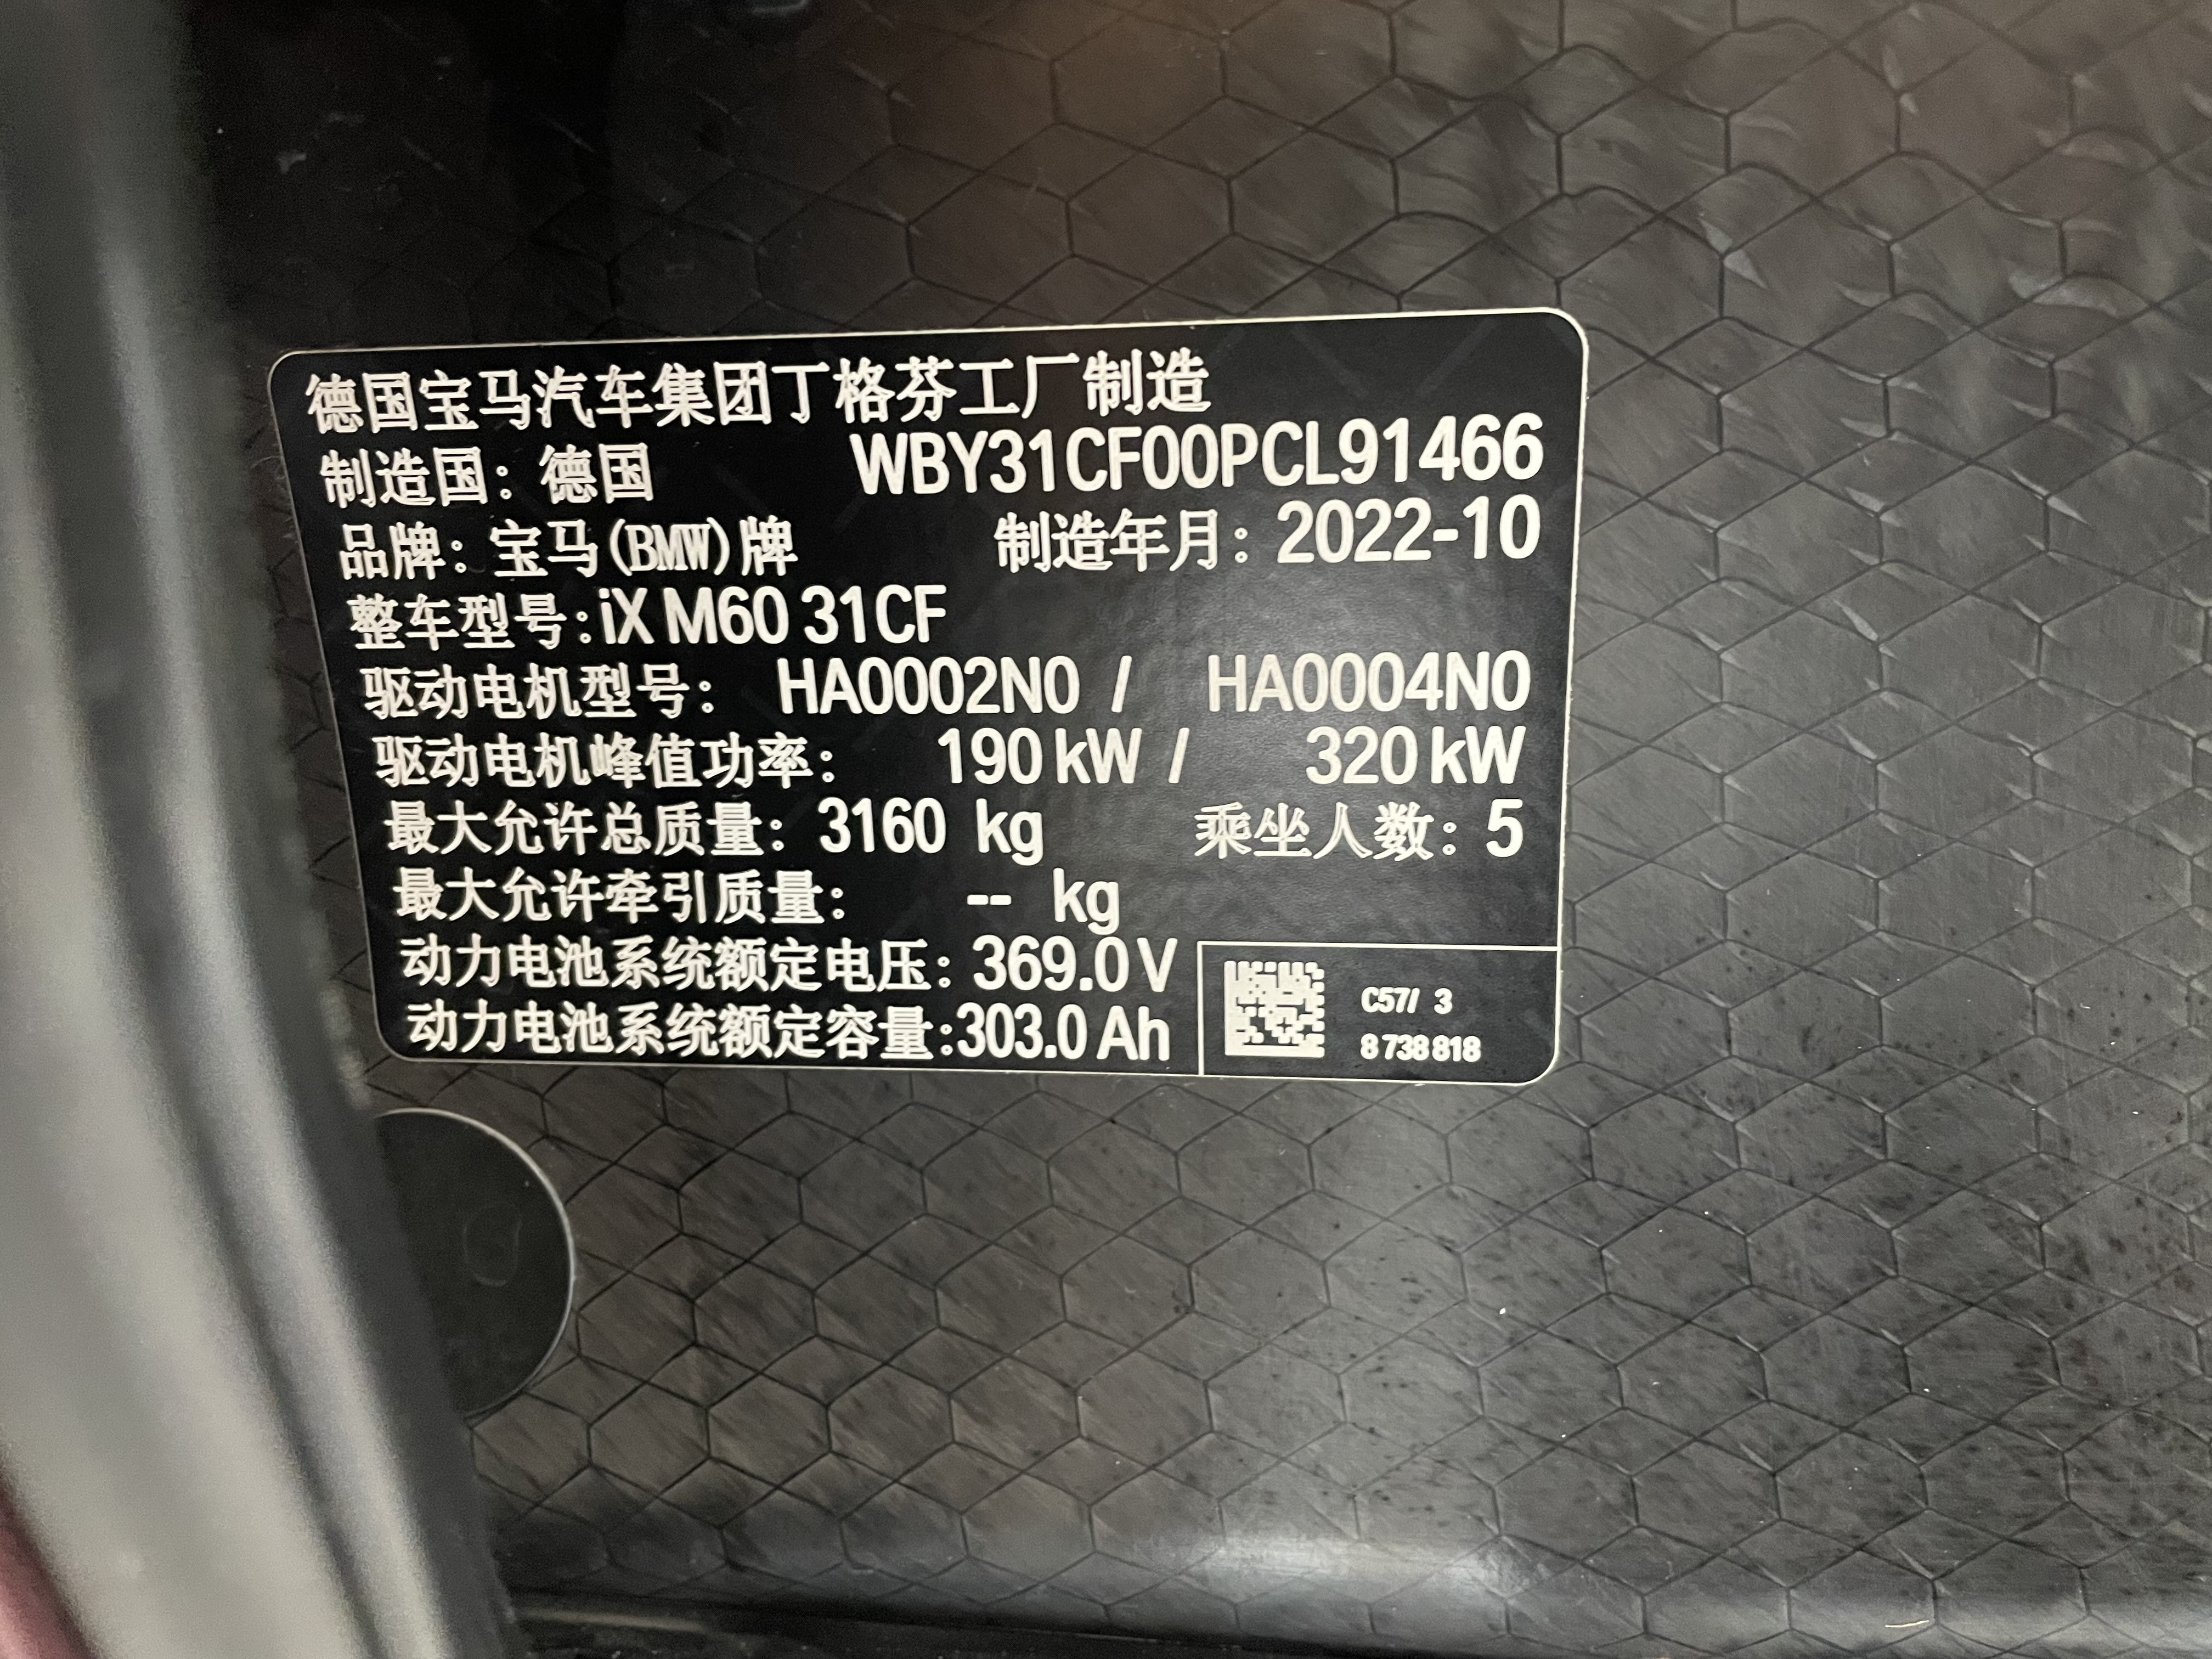 德国宝马汽车集团丁格芬工厂制造
制造国：德国 WBY31CF00PCL91466
品牌：宝马(BMW)牌 制造年月：2022-10
整车型号:iX M60 31CF
驱动电机型号： HA0002N0 / HA0004N0
驱动电机峰值功率： 190 kW / 320 kW
最大允许总质量：3160 kg 乘坐人数：5
最大允许牵引质量： -- kg
动力电池系统额定电压：369.0 V
动力电池系统额定容量:303.0 Ah
C57/ 3
8 738 818